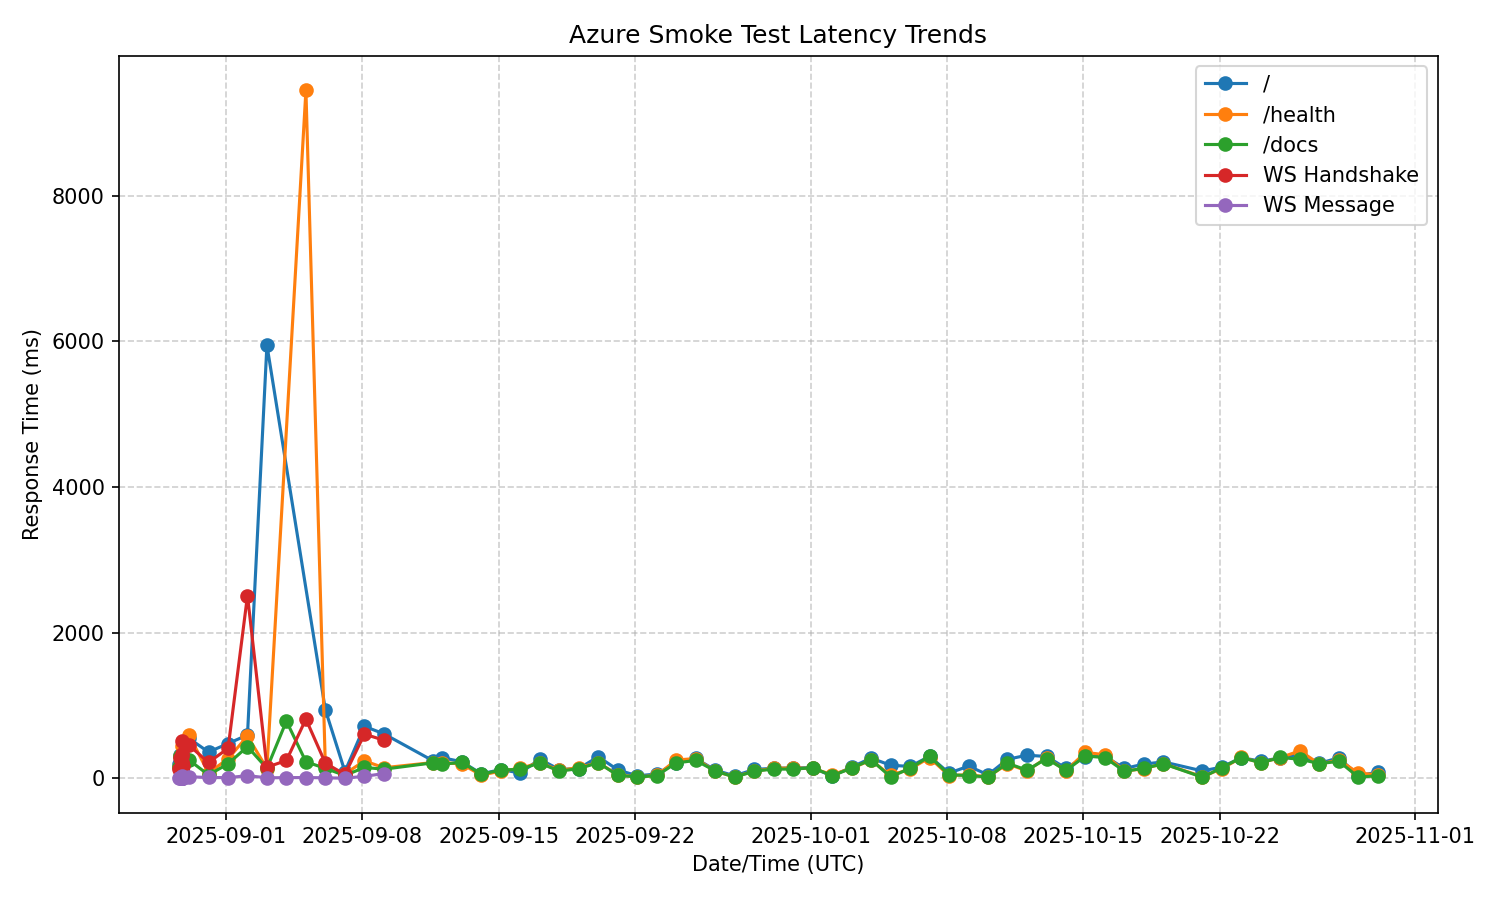 Azure Smoke Test Latency Trends
/
/health
/docs
WS Handshake
WS Message
Response Time (ms)
8000
6000
4000
2000
0
2025-09-01 2025-09-08 2025-09-15 2025-09-22 2025-10-01 2025-10-08 2025-10-15 2025-10-22 2025-11-01
Date/Time (UTC)